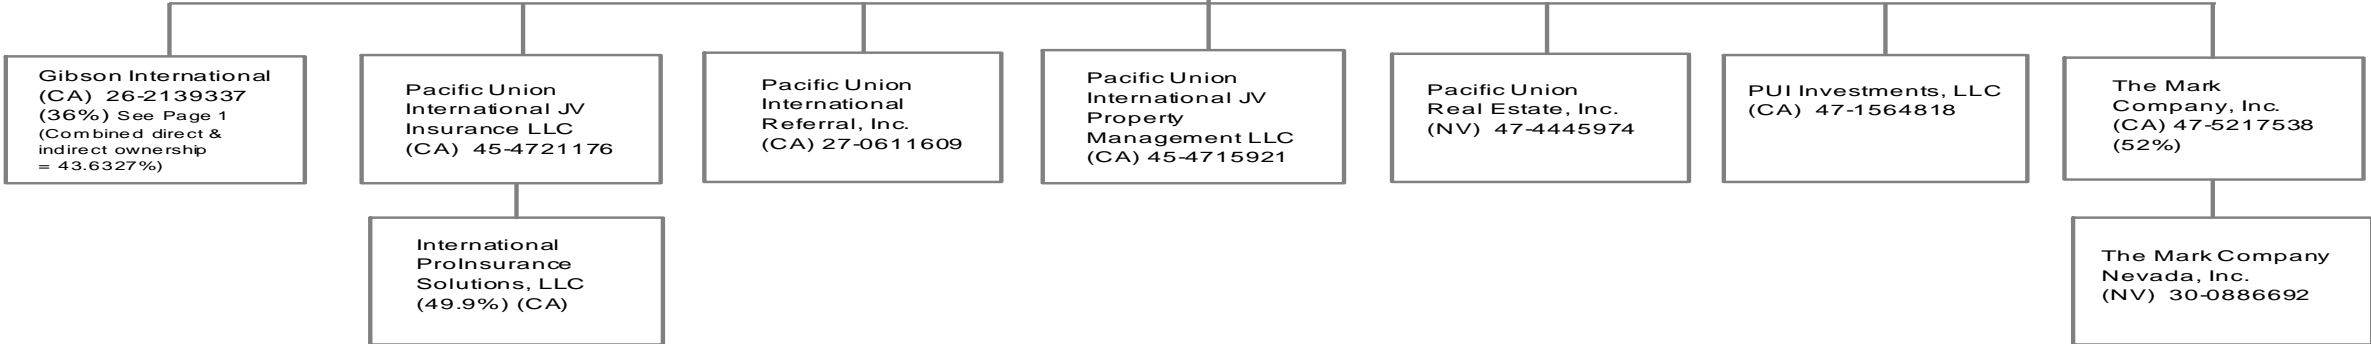 Gibson International
(CA) 26-2139337
(36%) See Page 1
(Combined direct &
indirect ownership
= 43.6327%)
Pacific Union
International JV
Insurance LLC
(CA) 45-4721176
Pacific Union
International
Referral, Inc.
(CA) 27-0611609
Pacific Union
International JV
Property
Management LLC
(CA) 45-4715921
Pacific Union
Real Estate, Inc.
(NV) 47-4445974
PUI Investments, LLC
(CA) 47-1564818
The Mark
Company, Inc.
(CA) 47-5217538
(52%)
International
ProInsurance
Solutions, LLC
(49.9%) (CA)
The Mark Company
Nevada, Inc.
(NV) 30-0886692